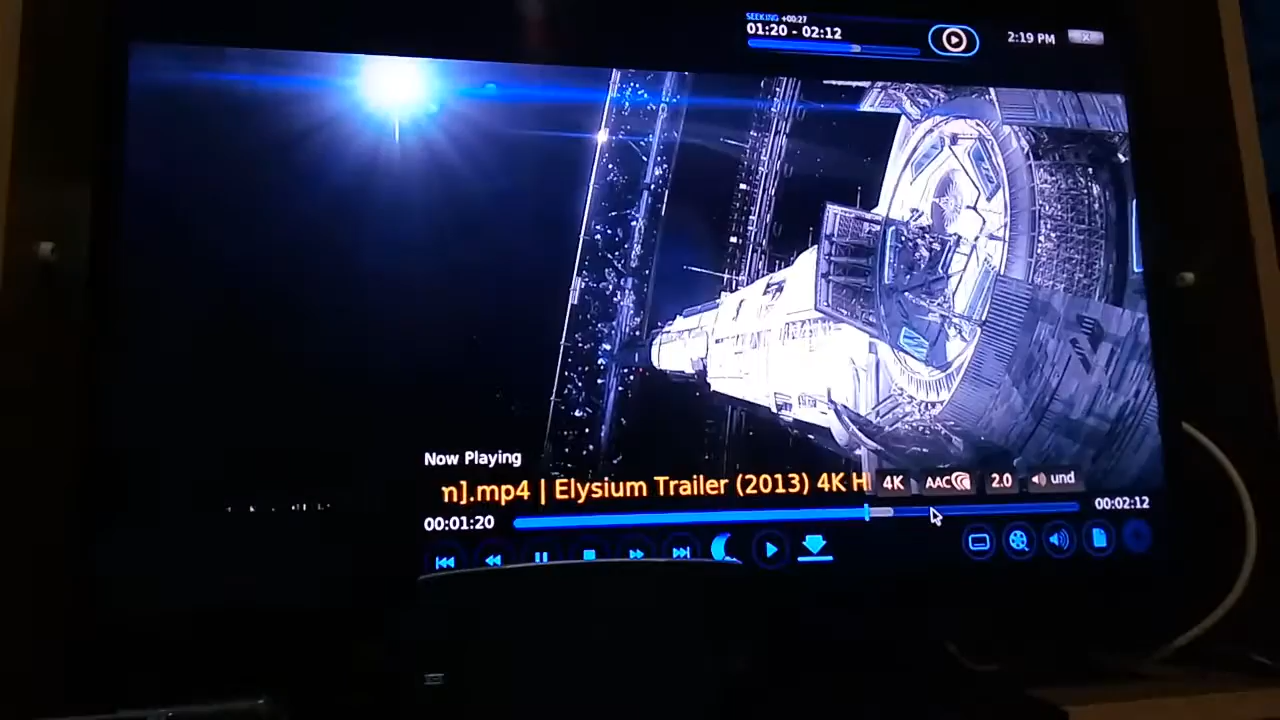 SEEKING +00:27
01:20 - 02:12
2:19 PM
Now Playing
n].mp4 | Elysium Trailer (2013) 4K H
4K AAC 2.0 und
00:01:20
00:02:12